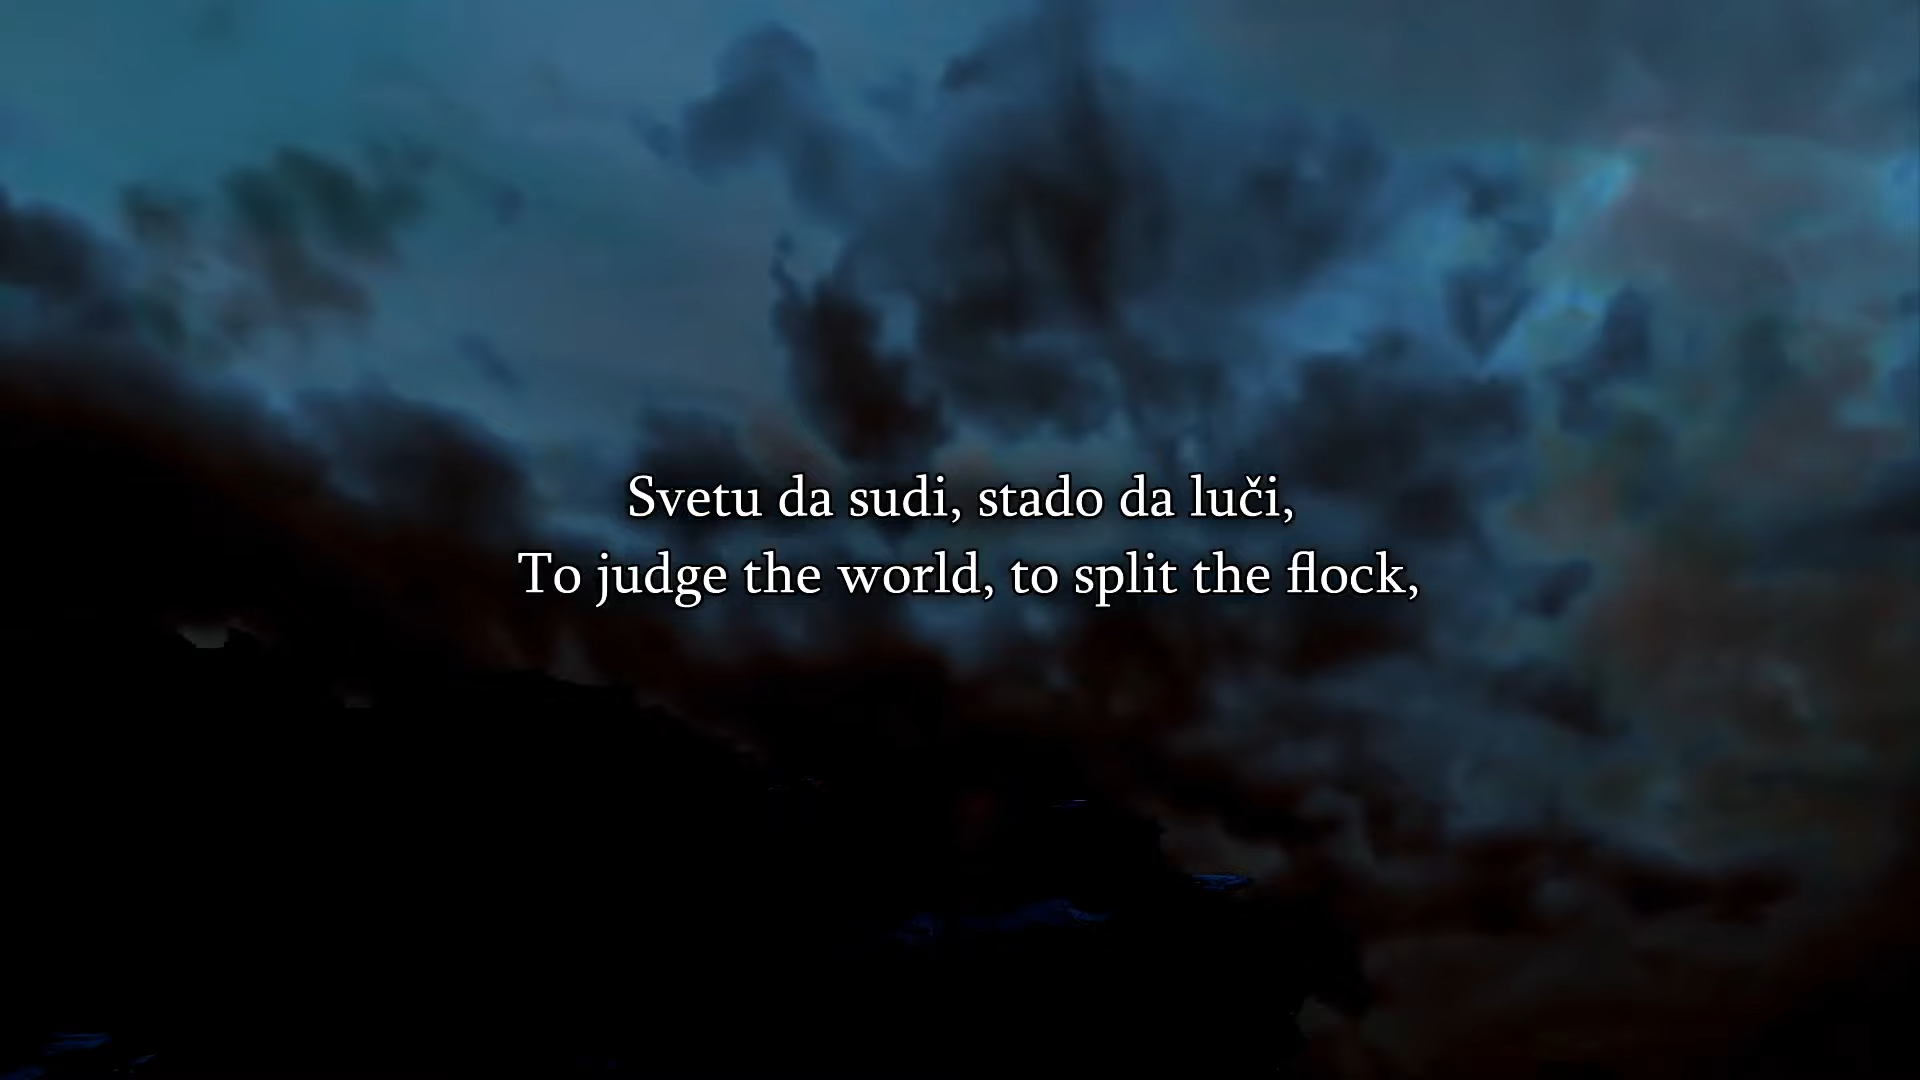 Svetu da sudi, stado da luči,
To judge the world, to split the flock,